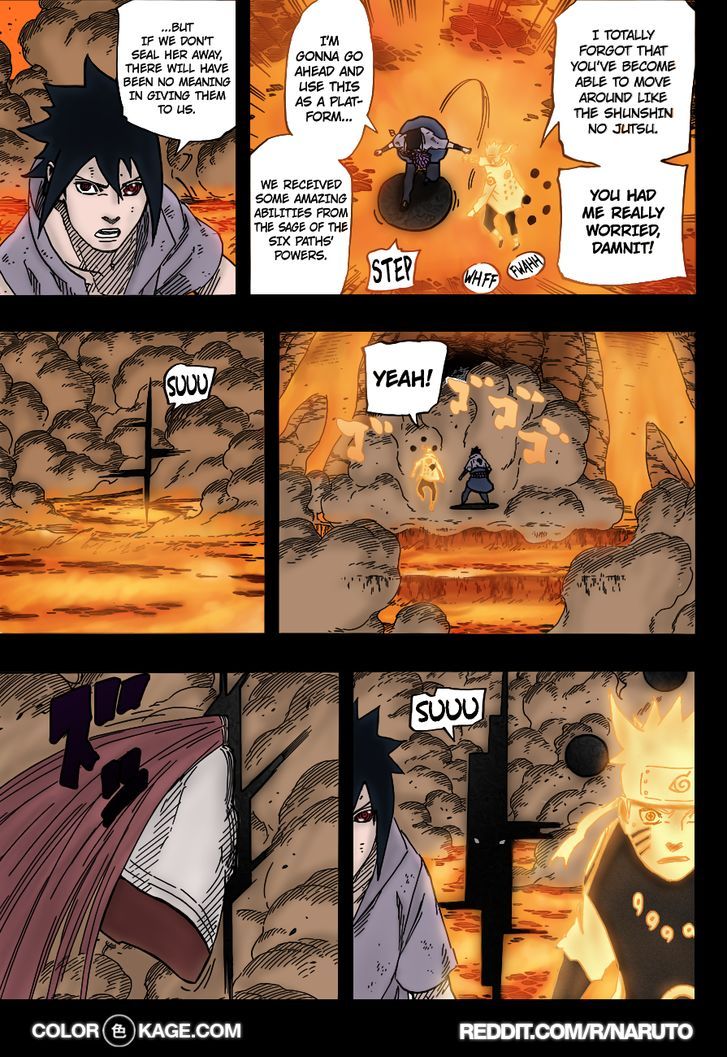 I TOTALLY
FORGOT THAT
YOU'VE BECOME
ABLE TO MOVE
AROUND LIKE
THE SHUNSHIN
NO JUTSU.
YOU HAD
ME REALLY
WORRIED,
DAMNIT!
FWAHH
WHFF
STEP
I'M
GONNA GO
AHEAD AND
USE THIS
AS A PLAT-
FORM...
WE RECEIVED
SOME AMAZING
ABILITIES FROM
THE SAGE OF THE
SIX PATHS'
POWERS.
...BUT
IF WE DON'T
SEAL HER AWAY,
THERE WILL HAVE
BEEN NO MEANING
IN GIVING THEM
TO US.
YEAH!
ゴゴゴゴ
SUUU
SUUU
ズズッ
COLOR 色 KAGE.COM
REDDIT.COM/R/NARUTO